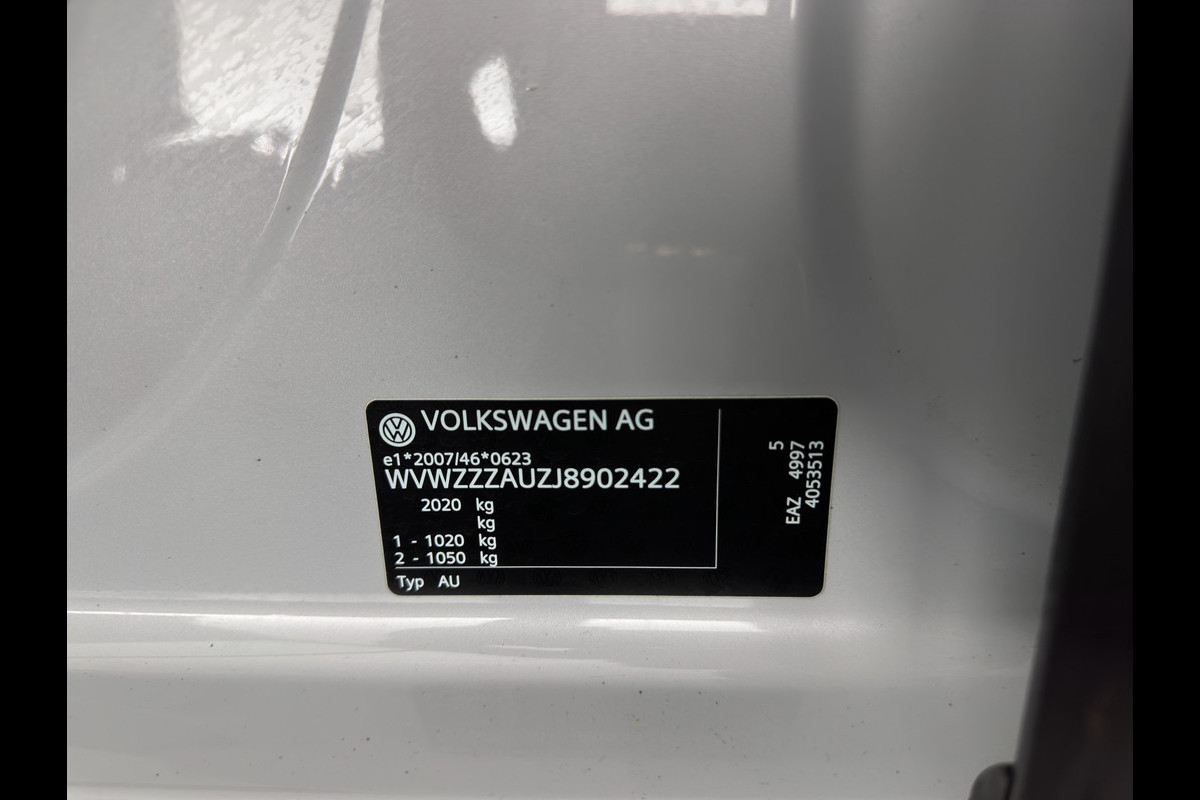 VOLKSWAGEN AG
e1*2007/46*0623
WVWZZZAUZJ8902422
2020 kg
kg
1 - 1020 kg
2 - 1050 kg
Typ AU
5
EAZ 4997
4053513